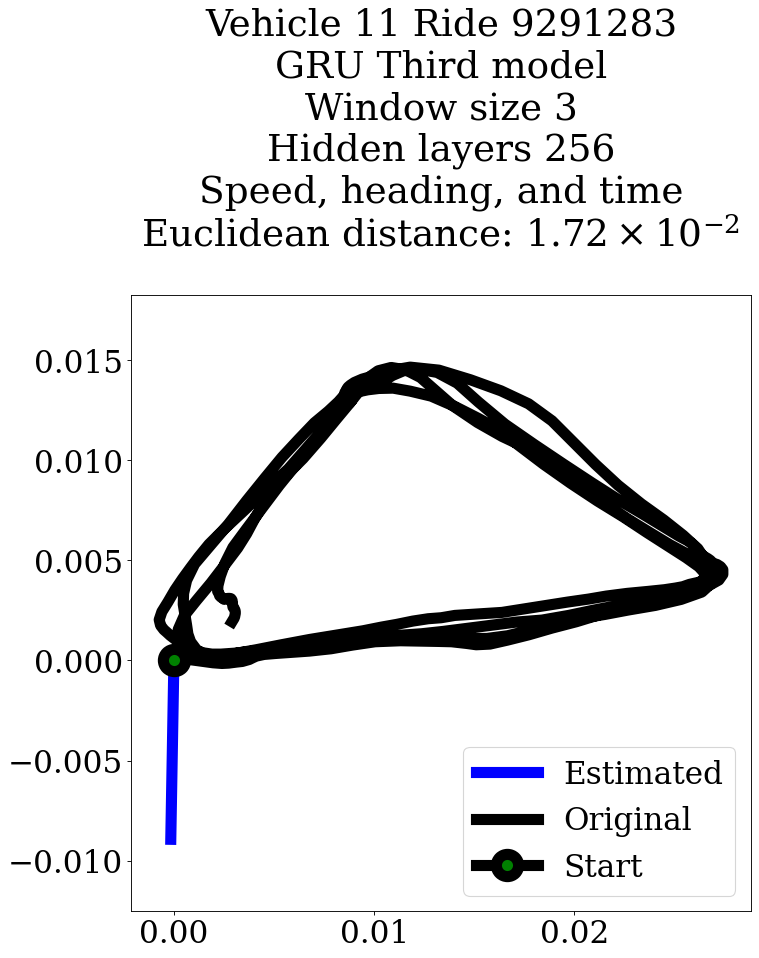 Vehicle 11 Ride 9291283
GRU Third model
Window size 3
Hidden layers 256
Speed, heading, and time
Euclidean distance: 1.72 × 10⁻²
0.015
0.010
0.005
0.000
−0.005
−0.010
Estimated
Original
Start
0.00 0.01 0.02